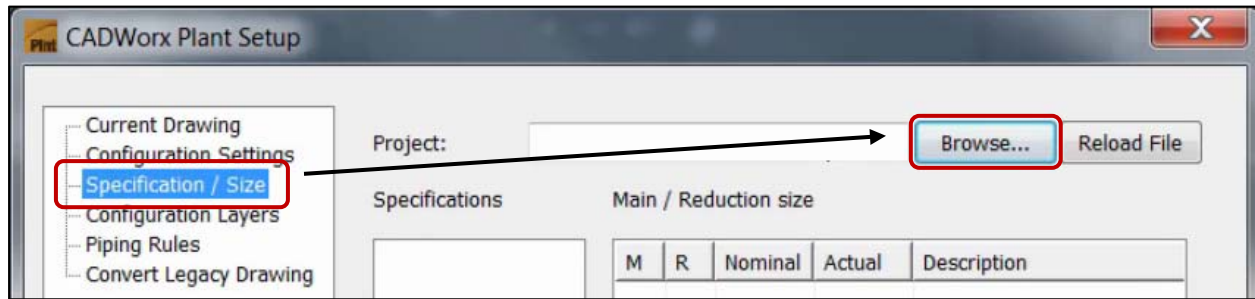 Plnt CADWorx Plant Setup
X
Current Drawing
Configuration Settings
Specification / Size
Configuration Layers
Piping Rules
Convert Legacy Drawing
Project: Browse... Reload File
Specifications Main / Reduction size
M R Nominal Actual Description